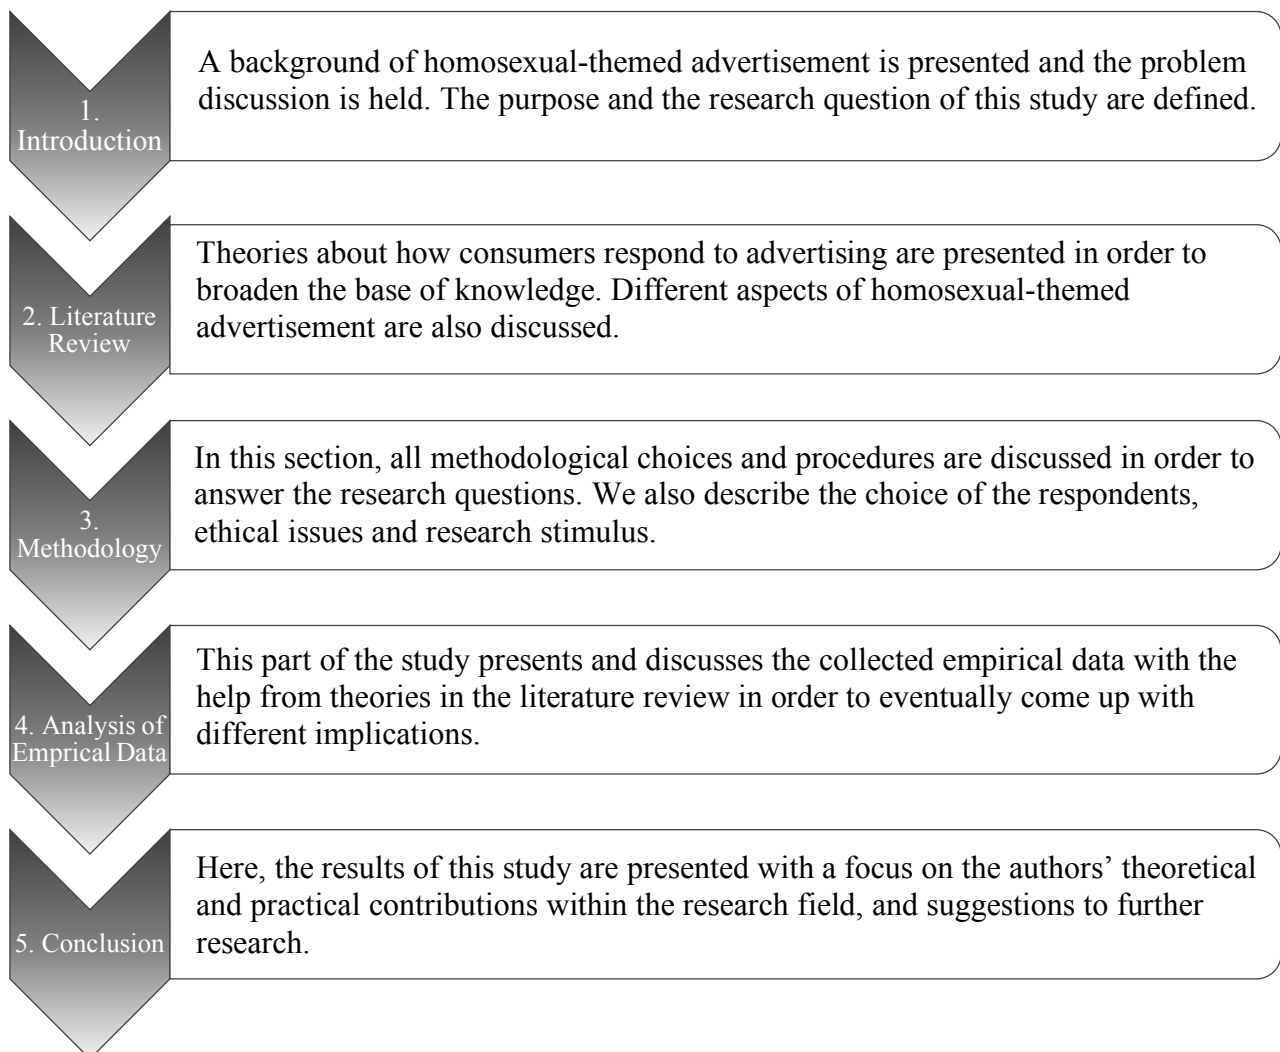 1.
Introduction
A background of homosexual-themed advertisement is presented and the problem
discussion is held. The purpose and the research question of this study are defined.
2. Literature
Review
Theories about how consumers respond to advertising are presented in order to
broaden the base of knowledge. Different aspects of homosexual-themed
advertisement are also discussed.
3.
Methodology
In this section, all methodological choices and procedures are discussed in order to
answer the research questions. We also describe the choice of the respondents,
ethical issues and research stimulus.
4. Analysis of
Emprical Data
This part of the study presents and discusses the collected empirical data with the
help from theories in the literature review in order to eventually come up with
different implications.
5. Conclusion
Here, the results of this study are presented with a focus on the authors’ theoretical
and practical contributions within the research field, and suggestions to further
research.